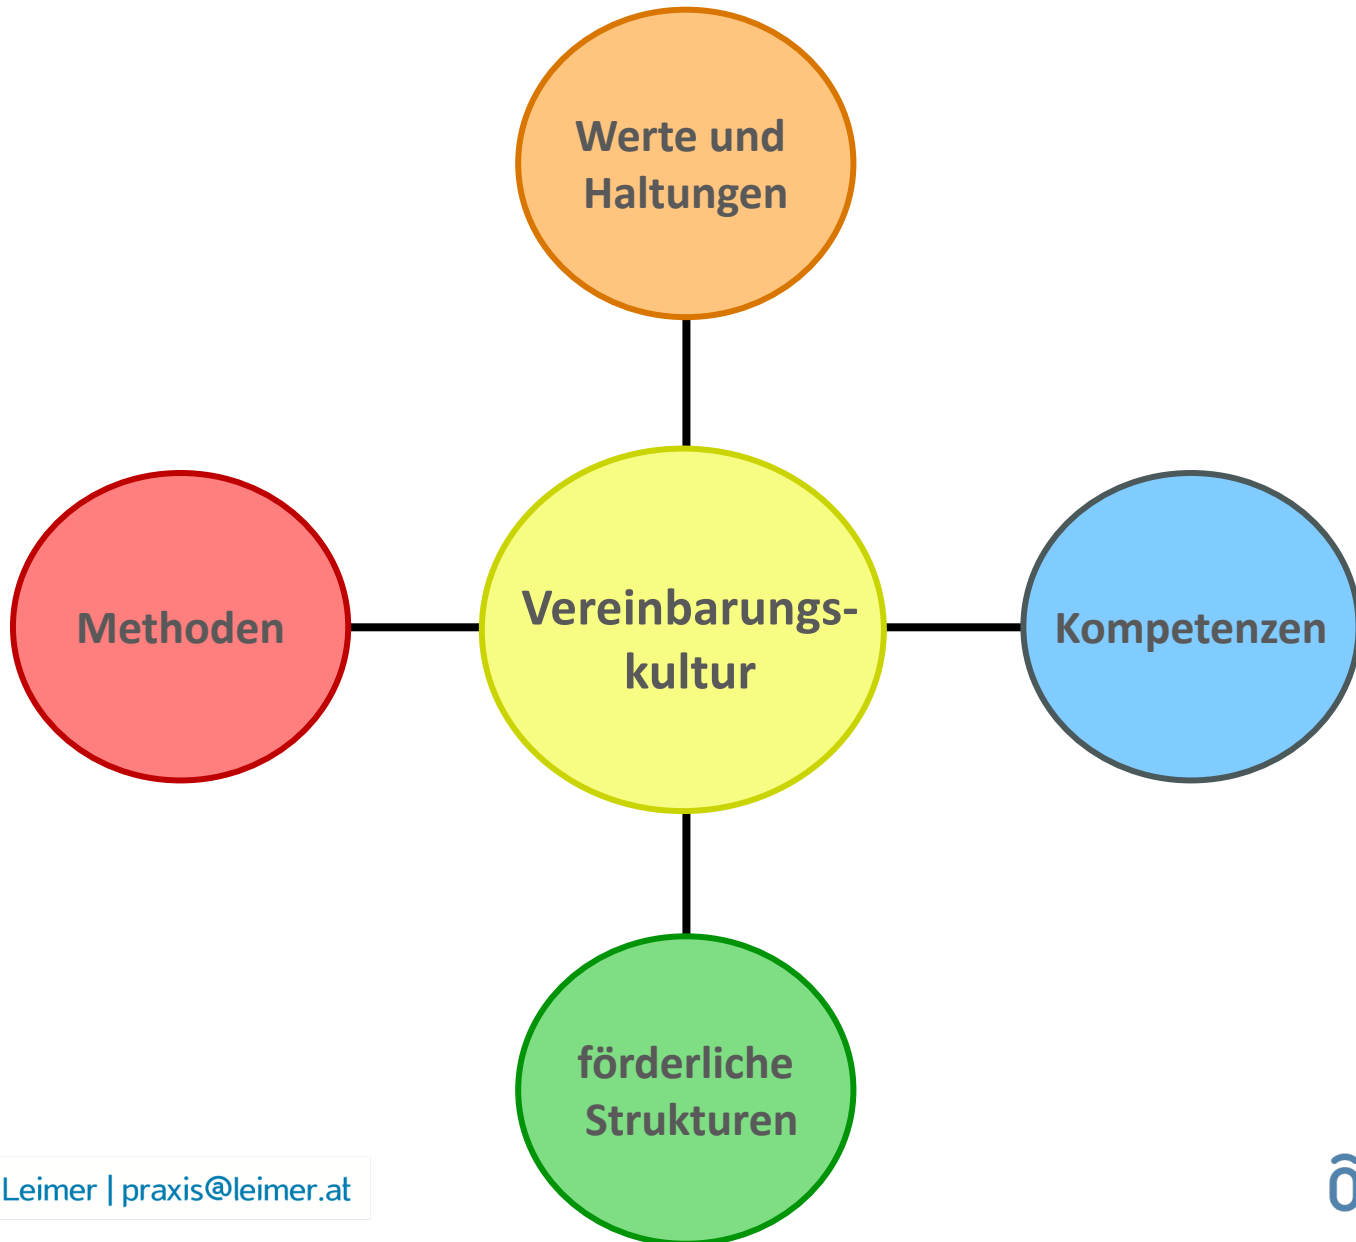 Werte und
Haltungen
Methoden
Vereinbarungs-
kultur
Kompetenzen
förderliche
Strukturen
Leimer | praxis@leimer.at